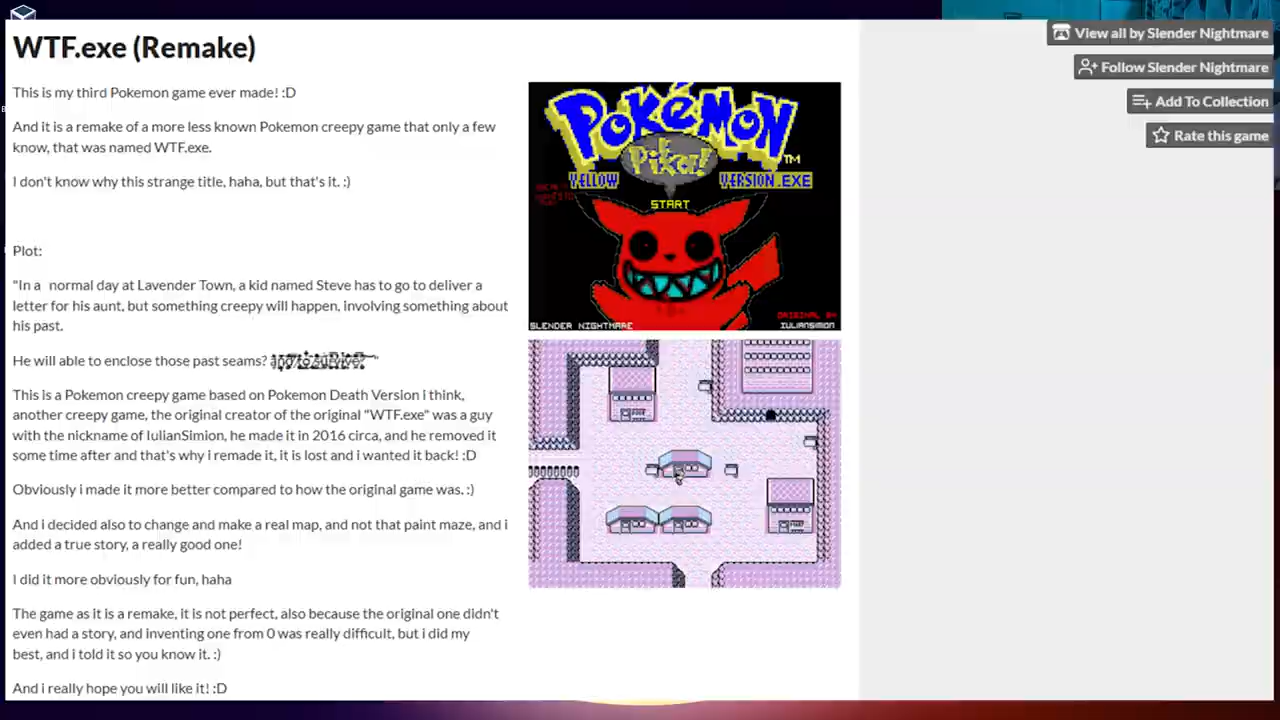 WTF.exe (Remake)
This is my third Pokemon game ever made! :D
And it is a remake of a more less known Pokemon creepy game that only a few
know, that was named WTF.exe.
I don't know why this strange title, haha, but that's it. :)
Plot:
"In a normal day at Lavender Town, a kid named Steve has to go to deliver a
letter for his aunt, but something creepy will happen, involving something about
his past.
He will able to enclose those past seams? and to survive? "
This is a Pokemon creepy game based on Pokemon Death Version i think,
another creepy game, the original creator of the original "WTF.exe" was a guy
with the nickname of IulianSimion, he made it in 2016 circa, and he removed it
some time after and that's why i remade it, it is lost and i wanted it back! :D
Obviously i made it more better compared to how the original game was. :)
And i decided also to change and make a real map, and not that paint maze, and i
added a true story, a really good one!
I did it more obviously for fun, haha
The game as it is a remake, it is not perfect, also because the original one didn't
even had a story, and inventing one from 0 was really difficult, but i did my
best, and i told it so you know it. :)
And i really hope you will like it! :D
POKéMON
TM
Pika!
YELLOW VERSION.EXE
START
SLENDER NIGHTMARE
ORIGINAL BY
IULIANSIMON
View all by Slender Nightmare
Follow Slender Nightmare
Add To Collection
Rate this game